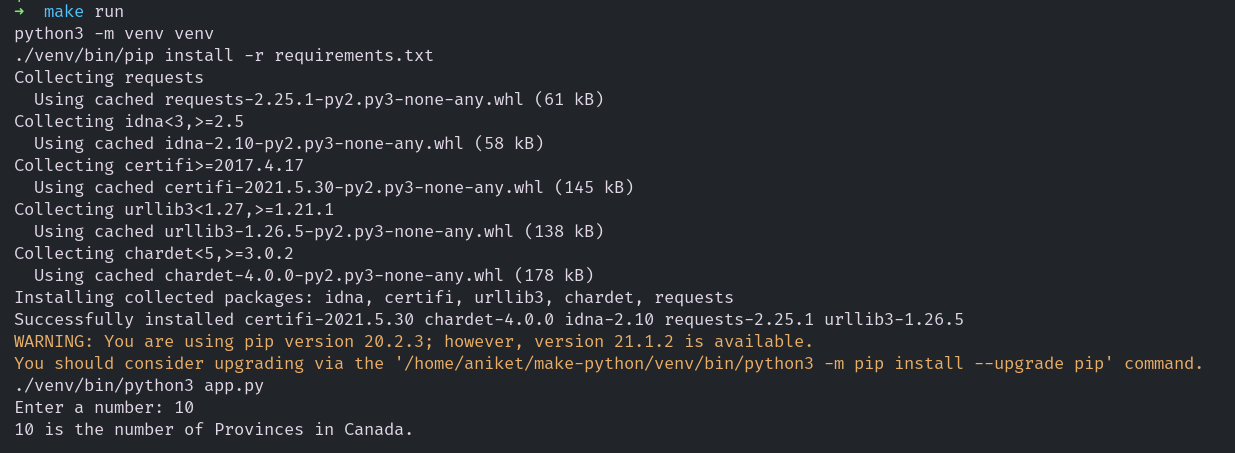 → make run
python3 -m venv venv
./venv/bin/pip install -r requirements.txt
Collecting requests
  Using cached requests-2.25.1-py2.py3-none-any.whl (61 kB)
Collecting idna<3,>=2.5
  Using cached idna-2.10-py2.py3-none-any.whl (58 kB)
Collecting certifi>=2017.4.17
  Using cached certifi-2021.5.30-py2.py3-none-any.whl (145 kB)
Collecting urllib3<1.27,>=1.21.1
  Using cached urllib3-1.26.5-py2.py3-none-any.whl (138 kB)
Collecting chardet<5,>=3.0.2
  Using cached chardet-4.0.0-py2.py3-none-any.whl (178 kB)
Installing collected packages: idna, certifi, urllib3, chardet, requests
Successfully installed certifi-2021.5.30 chardet-4.0.0 idna-2.10 requests-2.25.1 urllib3-1.26.5
WARNING: You are using pip version 20.2.3; however, version 21.1.2 is available.
You should consider upgrading via the '/home/aniket/make-python/venv/bin/python3 -m pip install --upgrade pip' command.
./venv/bin/python3 app.py
Enter a number: 10
10 is the number of Provinces in Canada.